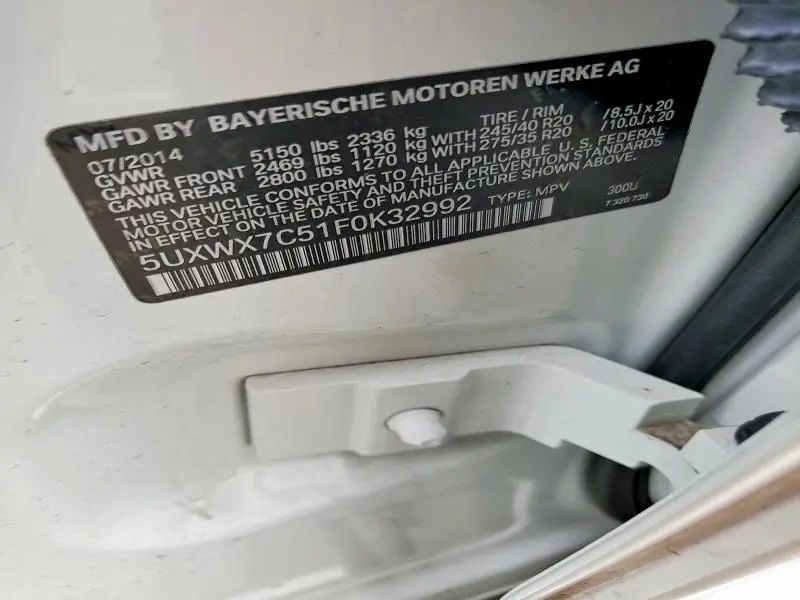 MFD BY BAYERISCHE MOTOREN WERKE AG
07/2014 TIRE / RIM
GVWR 5150 lbs 2336 kg
GAWR FRONT 2469 lbs 1120 kg WITH 245/40 R20 /8.5J x 20
GAWR REAR 2800 lbs 1270 kg WITH 275/35 R20 /10.0J x 20
THIS VEHICLE CONFORMS TO ALL APPLICABLE U. S. FEDERAL
MOTOR VEHICLE SAFETY AND THEFT PREVENTION STANDARDS
IN EFFECT ON THE DATE OF MANUFACTURE SHOWN ABOVE.
5UXWX7C51F0K32992 TYPE: MPV 300U
7 320 730